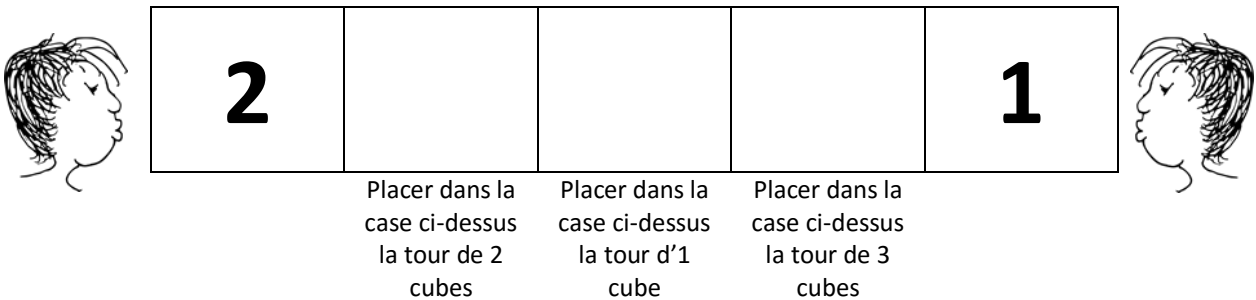 2 1
Placer dans la
case ci-dessus
la tour de 2
cubes
Placer dans la
case ci-dessus
la tour d’1
cube
Placer dans la
case ci-dessus
la tour de 3
cubes